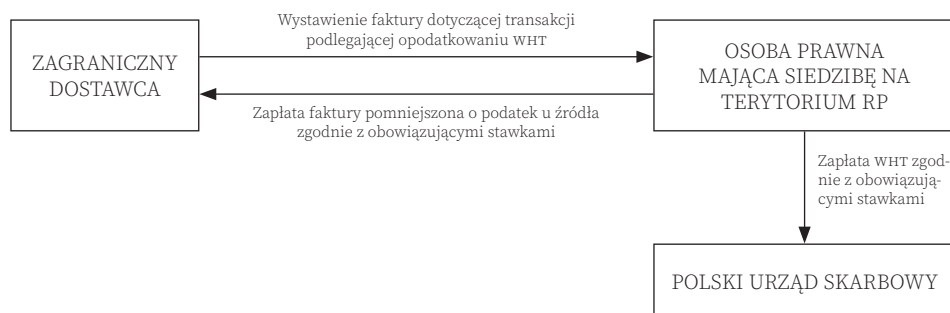 Wystawienie faktury dotyczącej transakcji
podlegającej opodatkowaniu WHT
ZAGRANICZNY
DOSTAWCA
OSOBA PRAWNA
MAJĄCA SIEDZIBĘ NA
TERYTORIUM RP
Zapłata faktury pomniejszona o podatek u źródła
zgodnie z obowiązującymi stawkami
Zapłata WHT zgod-
nie z obowiązują-
cymi stawkami
POLSKI URZĄD SKARBOWY